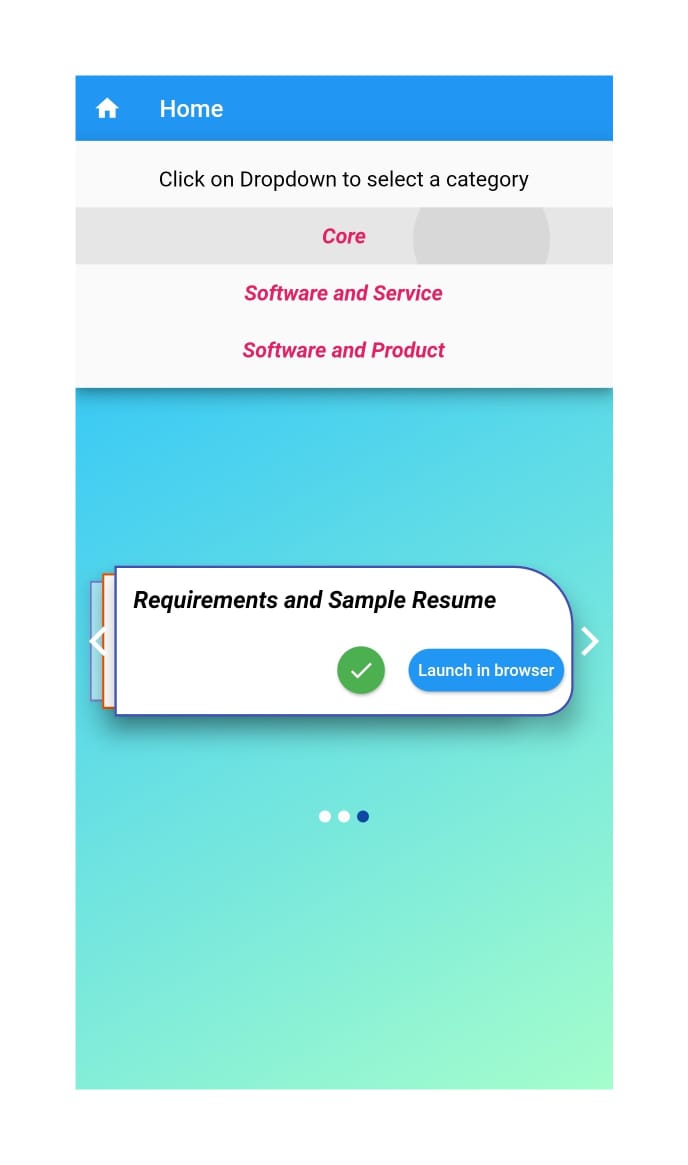 Home
Click on Dropdown to select a category
Core
Software and Service
Software and Product
Requirements and Sample Resume
Launch in browser